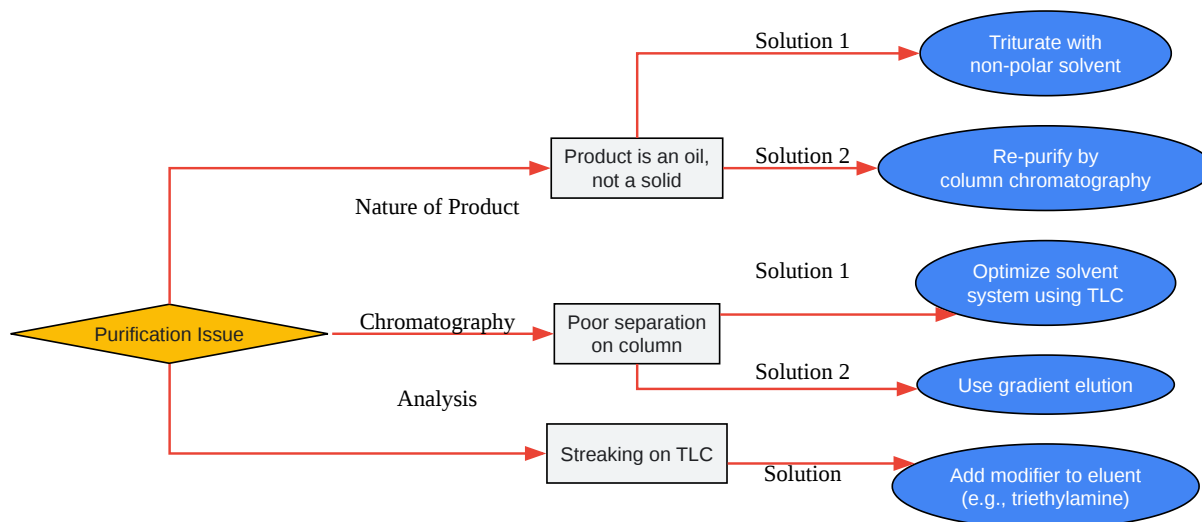 Solution 1
Triturate with
non-polar solvent
Product is an oil,
not a solid
Solution 2
Re-purify by
column chromatography
Nature of Product
Solution 1
Optimize solvent
system using TLC
Purification Issue
Chromatography
Poor separation
on column
Solution 2
Use gradient elution
Analysis
Streaking on TLC
Solution
Add modifier to eluent
(e.g., triethylamine)